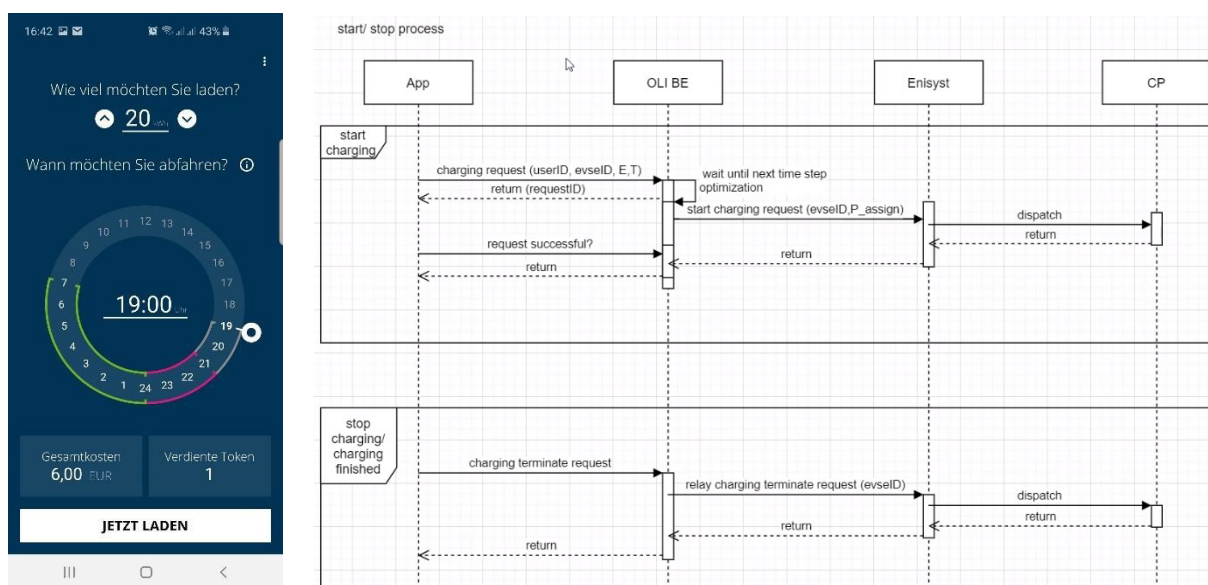 16:42
43%
Wie viel möchten Sie laden?
20 kWh
Wann möchten Sie abfahren?
12 13
11 14
10 15
9 16
8 17
7 18
6 19
5 20
4 21
3 22
2 23
1 24
19:00 Uhr
Gesamtkosten
6,00 EUR
Verdiente Token
1
JETZT LADEN
start/ stop process
App
OLI BE
Enisyst
CP
start
charging
charging request (userID, evseID, E,T)
return (requestID)
wait until next time step
optimization
start charging request (evseID,P_assign)
dispatch
return
request successful?
return
return
stop
charging/
charging
finished
charging terminate request
relay charging terminate request (evseID)
dispatch
return
return
return